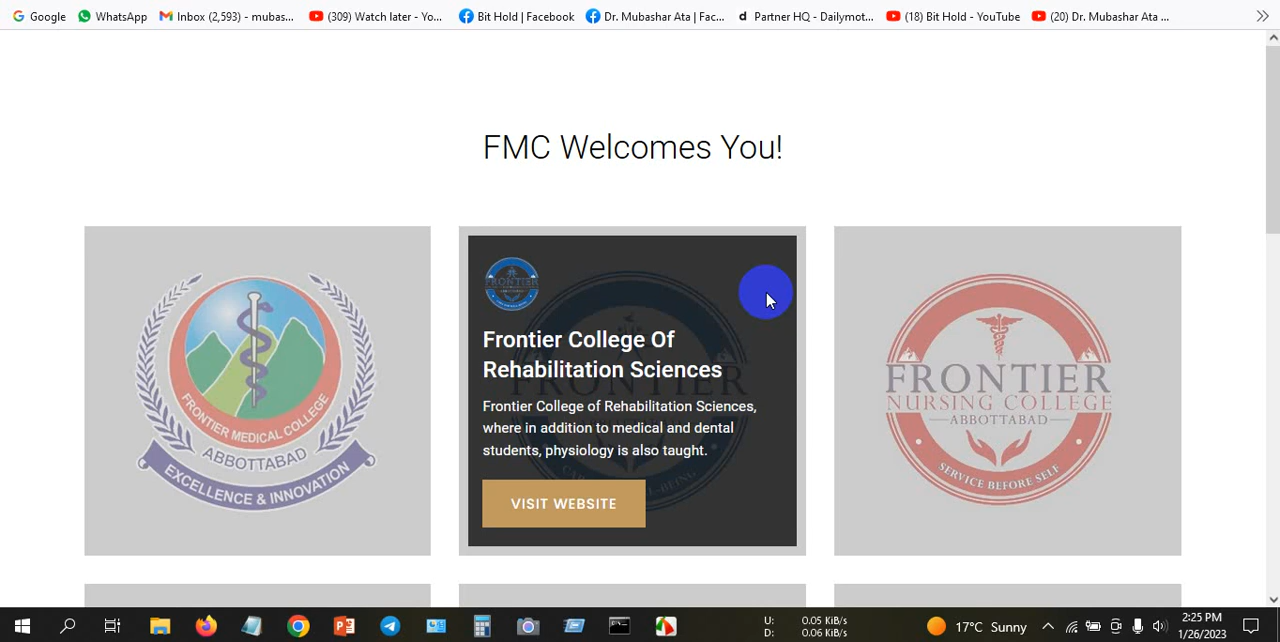 Google WhatsApp Inbox (2,593) - mubas... (309) Watch later - Yo... Bit Hold | Facebook Dr. Mubashar Ata | Fac... d Partner HQ - Dailymot... (18) Bit Hold - YouTube (20) Dr. Mubashar Ata ...
FMC Welcomes You!
FRONTIER MEDICAL COLLEGE
ABBOTTABAD
EXCELLENCE & INNOVATION
FRONTIER
Frontier College Of
Rehabilitation Sciences
Frontier College of Rehabilitation Sciences,
where in addition to medical and dental
students, physiology is also taught.
VISIT WEBSITE
FRONTIER
NURSING COLLEGE
ABBOTTABAD
SERVICE BEFORE SELF
U: 0.05 KiB/s
D: 0.06 KiB/s
17°C Sunny
2:25 PM
1/26/2023